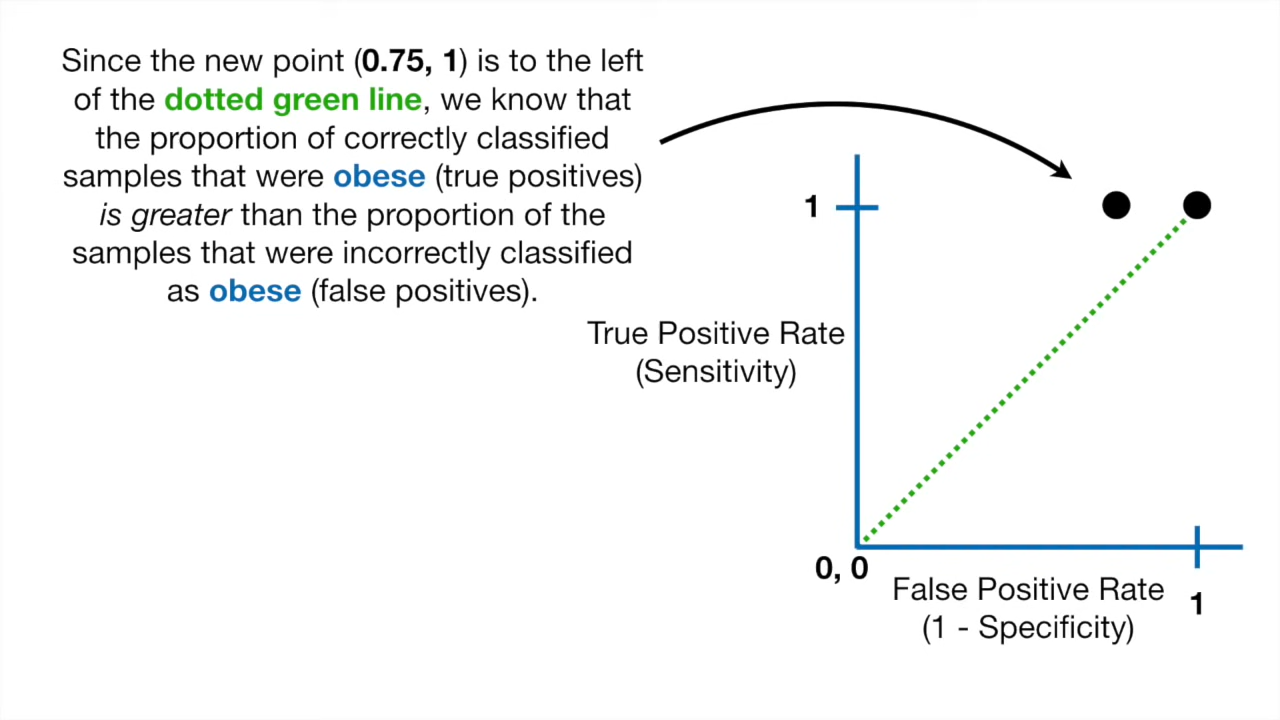 Since the new point (0.75, 1) is to the left
of the dotted green line, we know that
the proportion of correctly classified
samples that were obese (true positives)
is greater than the proportion of the
samples that were incorrectly classified
as obese (false positives).
1
True Positive Rate
(Sensitivity)
0, 0
False Positive Rate
(1 - Specificity)
1